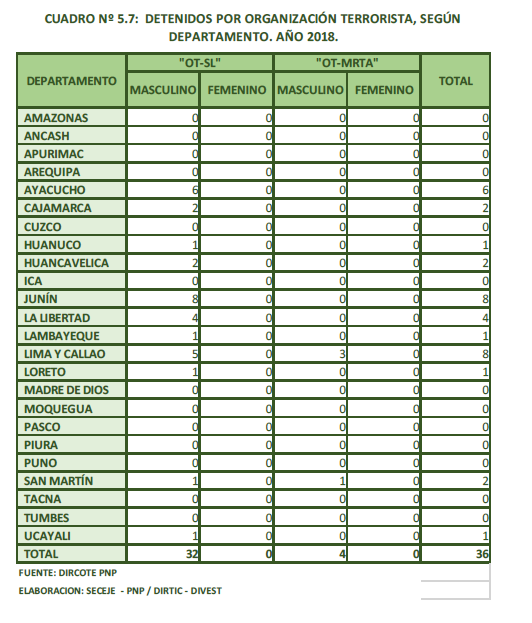 CUADRO Nº 5.7: DETENIDOS POR ORGANIZACIÓN TERRORISTA, SEGÚN
DEPARTAMENTO. AÑO 2018.
DEPARTAMENTO "OT-SL" "OT-MRTA" TOTAL
MASCULINO FEMENINO MASCULINO FEMENINO
AMAZONAS 0 0 0 0 0
ANCASH 0 0 0 0 0
APURIMAC 0 0 0 0 0
AREQUIPA 0 0 0 0 0
AYACUCHO 6 0 0 0 6
CAJAMARCA 2 0 0 0 2
CUZCO 0 0 0 0 0
HUANUCO 1 0 0 0 1
HUANCAVELICA 2 0 0 0 2
ICA 0 0 0 0 0
JUNÍN 8 0 0 0 8
LA LIBERTAD 4 0 0 0 4
LAMBAYEQUE 1 0 0 0 1
LIMA Y CALLAO 5 0 3 0 8
LORETO 1 0 0 0 1
MADRE DE DIOS 0 0 0 0 0
MOQUEGUA 0 0 0 0 0
PASCO 0 0 0 0 0
PIURA 0 0 0 0 0
PUNO 0 0 0 0 0
SAN MARTÍN 1 0 1 0 2
TACNA 0 0 0 0 0
TUMBES 0 0 0 0 0
UCAYALI 1 0 0 0 1
TOTAL 32 0 4 0 36
FUENTE: DIRCOTE PNP
ELABORACION: SECEJE - PNP / DIRTIC - DIVEST